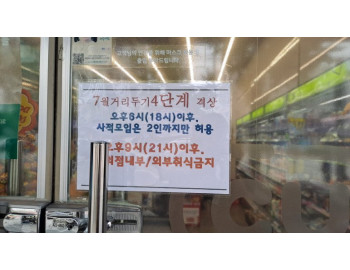 7월거리두기4단계 격상
오후6시(18시)이후.
사적모임은 2인까지만 허용
오후9시(21시)이후.
점내부/외부취식금지